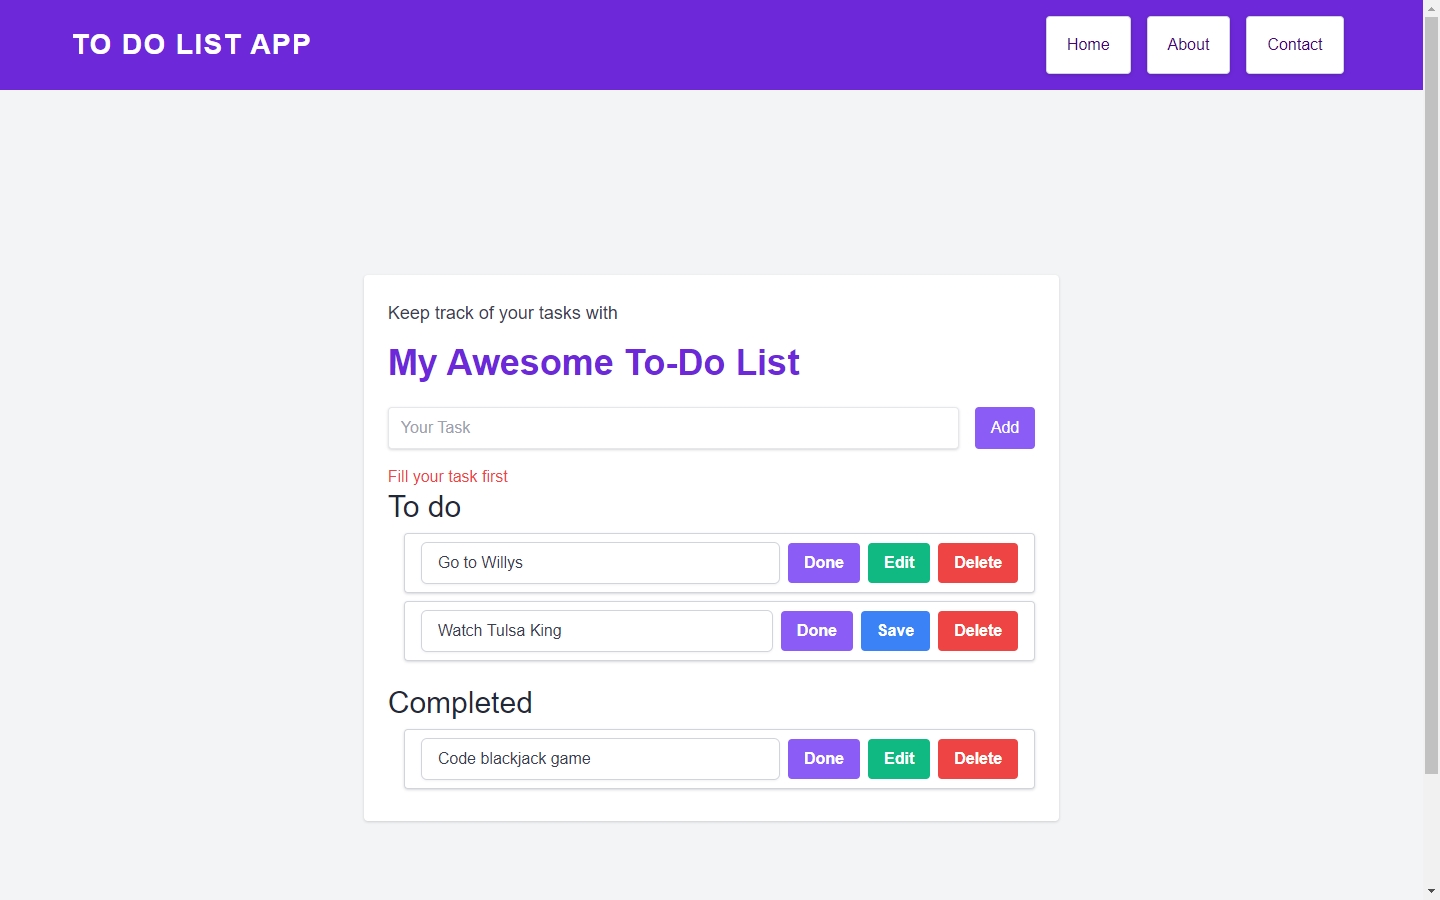 TO DO LIST APP Home About Contact
Keep track of your tasks with
My Awesome To-Do List
Your Task Add
Fill your task first
To do
Go to Willys Done Edit Delete
Watch Tulsa King Done Save Delete
Completed
Code blackjack game Done Edit Delete